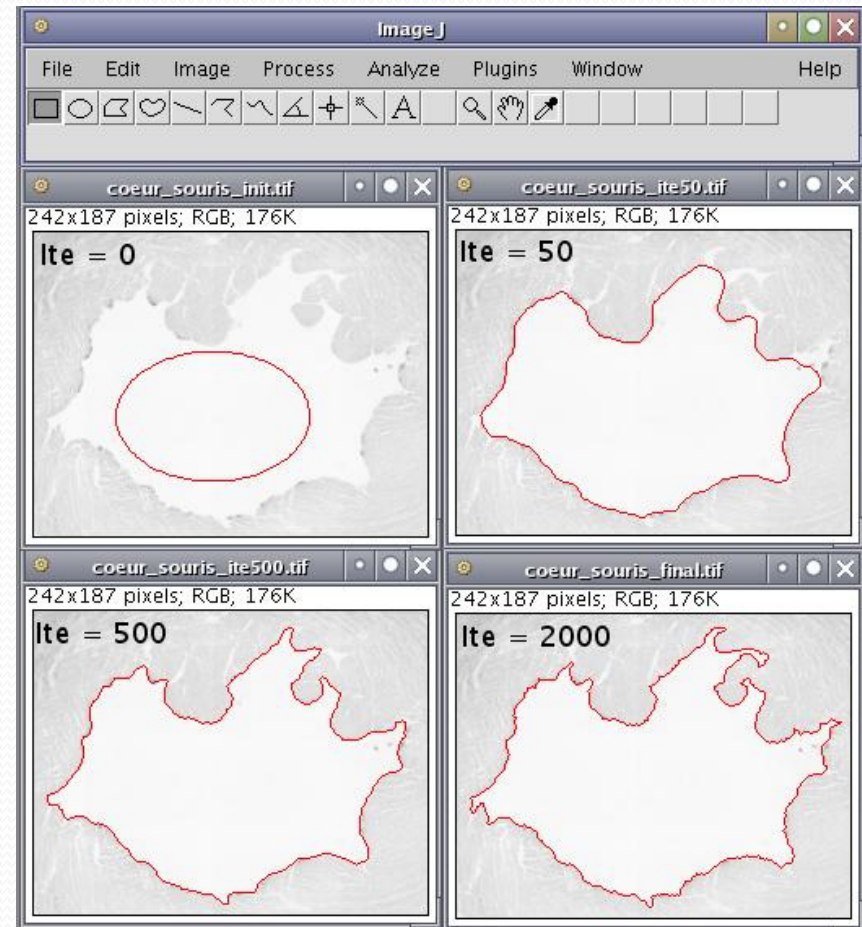 ImageJ
File Edit Image Process Analyze Plugins Window Help
A
coeur_souris_init.tif
242x187 pixels; RGB; 176K
Ite = 0
coeur_souris_ite50.tif
242x187 pixels; RGB; 176K
Ite = 50
coeur_souris_ite500.tif
242x187 pixels; RGB; 176K
Ite = 500
coeur_souris_final.tif
242x187 pixels; RGB; 176K
Ite = 2000